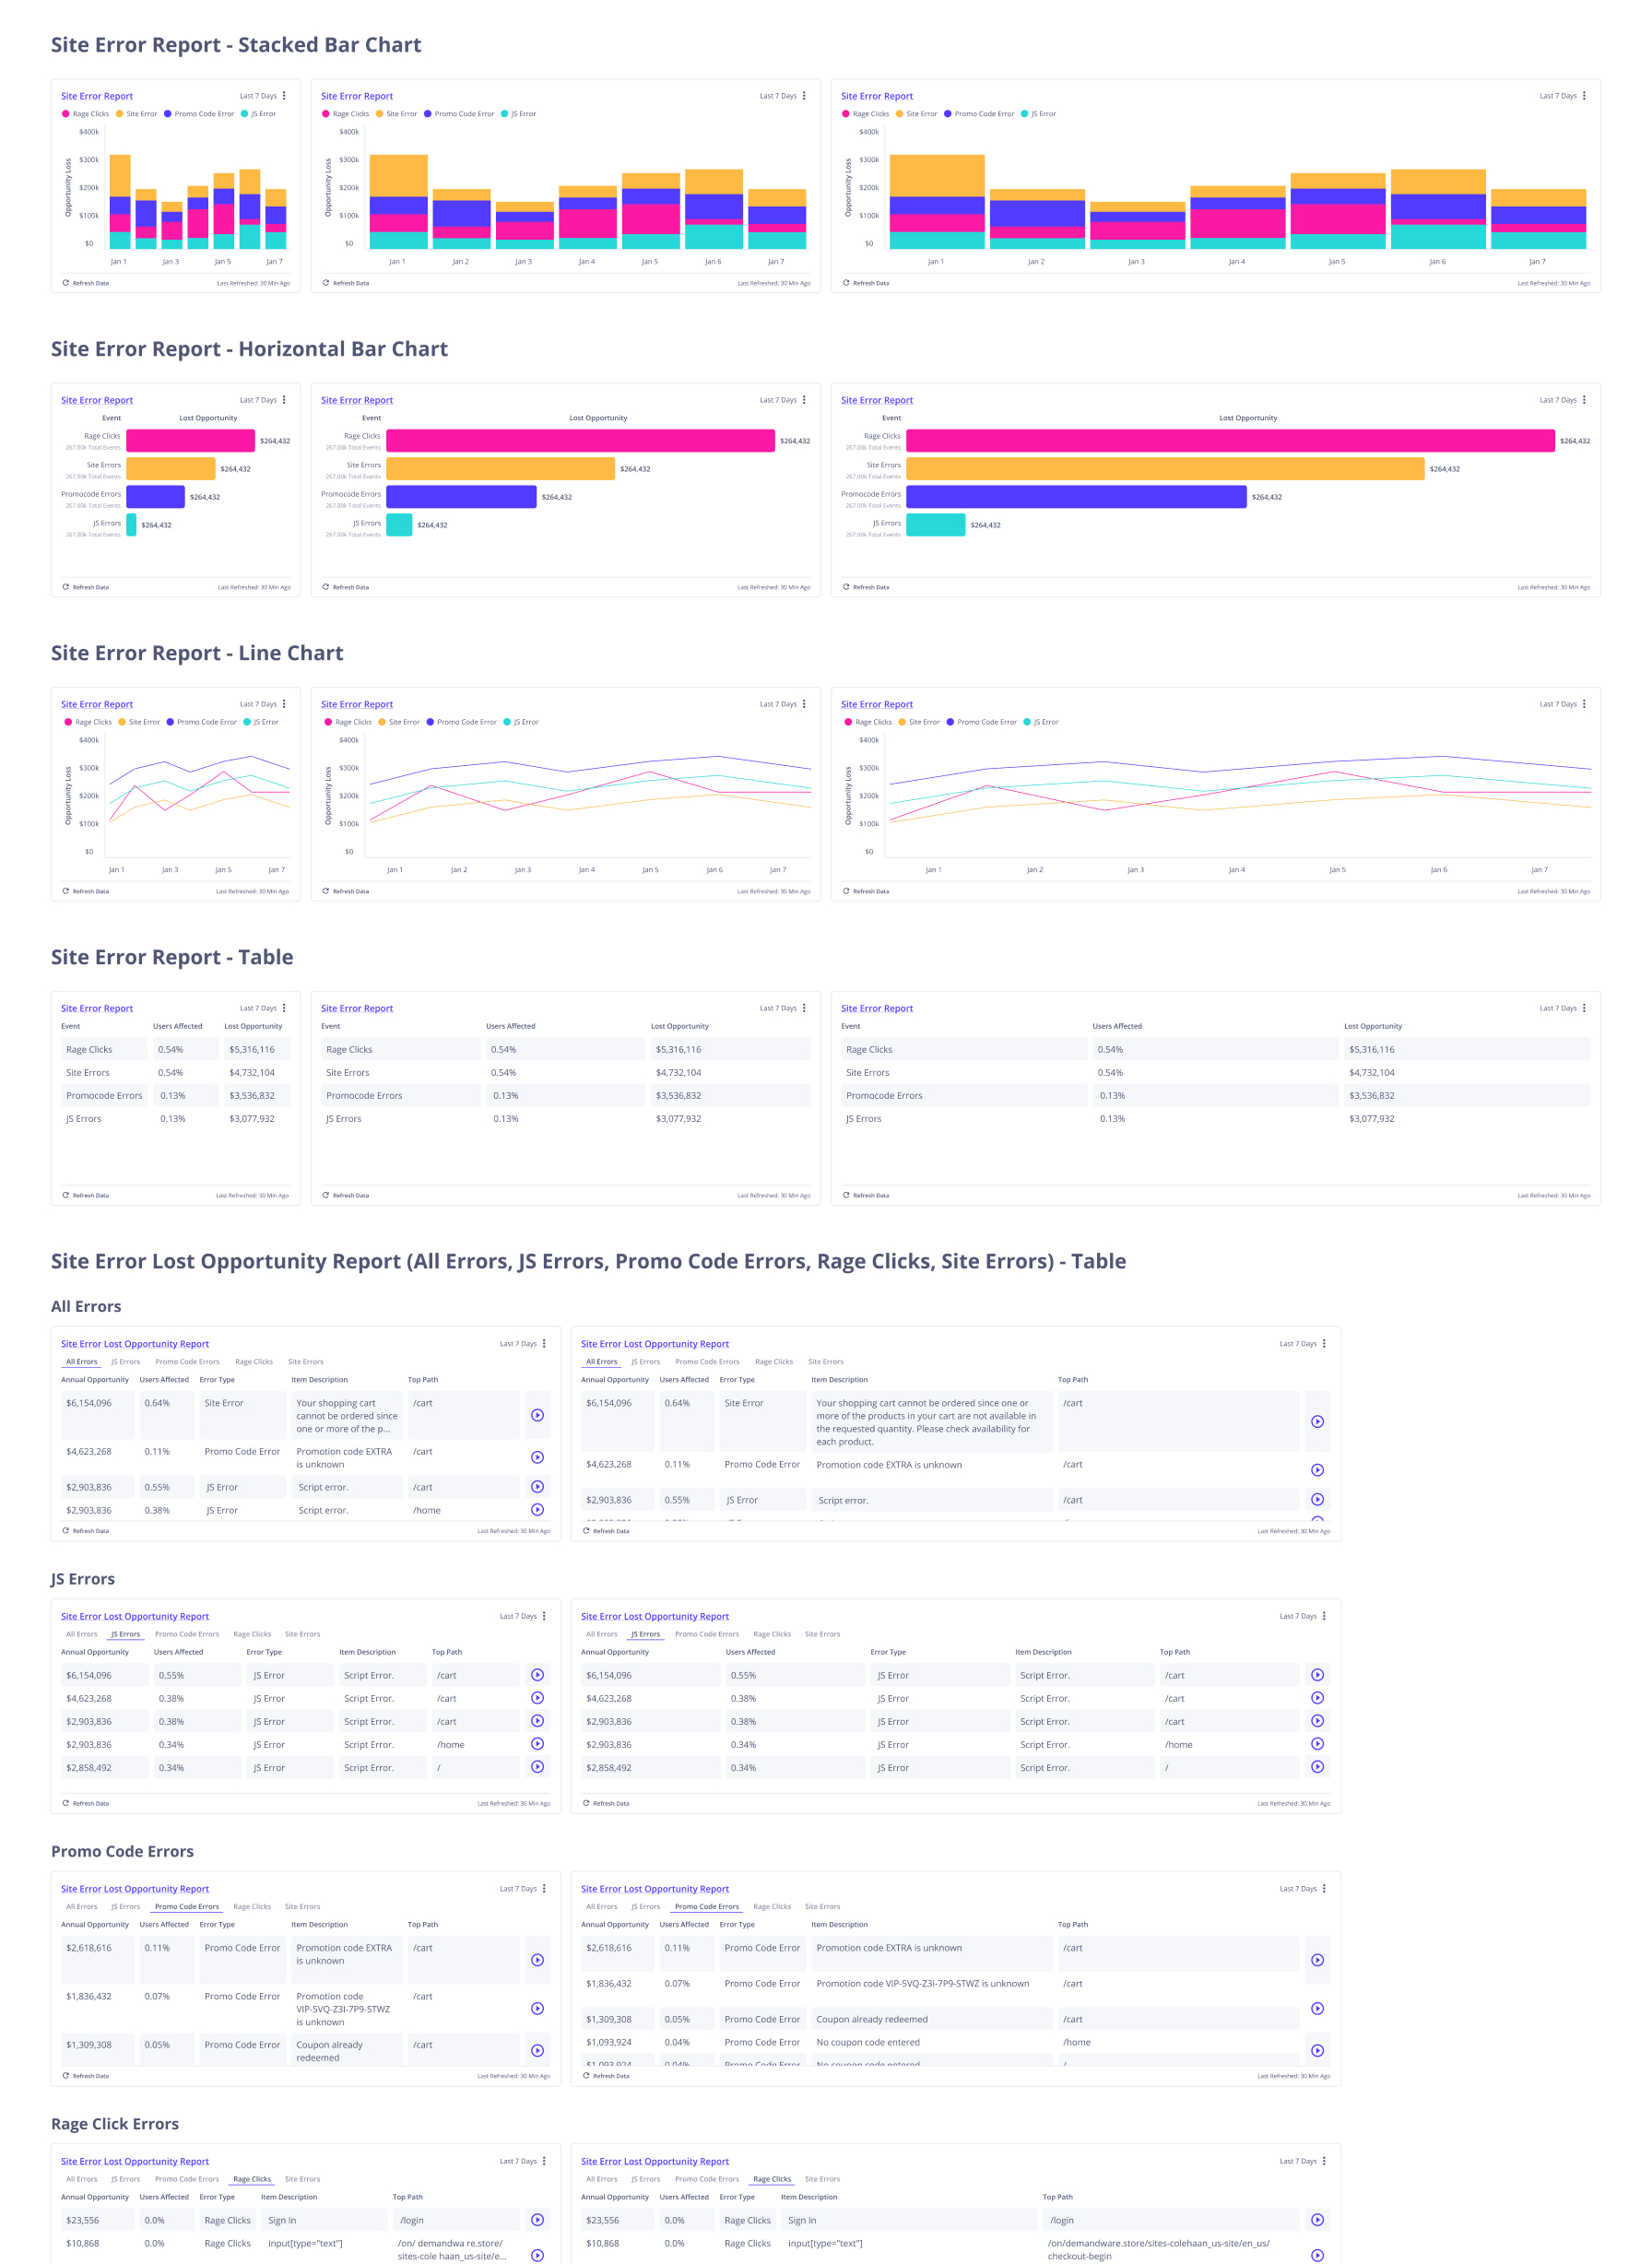 Site Error Report - Stacked Bar Chart
Site Error Report Last 7 Days
Rage Clicks Site Error Promo Code Error JS Error
Opportunity Loss
$400k
$300k
$200k
$100k
$0
Jan 1 Jan 3 Jan 5 Jan 7
Refresh Data Last Refreshed: 30 Min Ago
Site Error Report Last 7 Days
Rage Clicks Site Error Promo Code Error JS Error
Opportunity Loss
$400k
$300k
$200k
$100k
$0
Jan 1 Jan 2 Jan 3 Jan 4 Jan 5 Jan 6 Jan 7
Refresh Data Last Refreshed: 30 Min Ago
Site Error Report Last 7 Days
Rage Clicks Site Error Promo Code Error JS Error
Opportunity Loss
$400k
$300k
$200k
$100k
$0
Jan 1 Jan 2 Jan 3 Jan 4 Jan 5 Jan 6 Jan 7
Refresh Data Last Refreshed: 30 Min Ago
Site Error Report - Horizontal Bar Chart
Site Error Report Last 7 Days
Event Lost Opportunity
Rage Clicks $264,432
267.00k Total Events
Site Errors $264,432
267.00k Total Events
Promocode Errors $264,432
267.00k Total Events
JS Errors $264,432
267.00k Total Events
Refresh Data Last Refreshed: 30 Min Ago
Site Error Report Last 7 Days
Event Lost Opportunity
Rage Clicks $264,432
267.00k Total Events
Site Errors $264,432
267.00k Total Events
Promocode Errors $264,432
267.00k Total Events
JS Errors $264,432
267.00k Total Events
Refresh Data Last Refreshed: 30 Min Ago
Site Error Report Last 7 Days
Event Lost Opportunity
Rage Clicks $264,432
267.00k Total Events
Site Errors $264,432
267.00k Total Events
Promocode Errors $264,432
267.00k Total Events
JS Errors $264,432
267.00k Total Events
Refresh Data Last Refreshed: 30 Min Ago
Site Error Report - Line Chart
Site Error Report Last 7 Days
Rage Clicks Site Error Promo Code Error JS Error
Opportunity Loss
$400k
$300k
$200k
$100k
$0
Jan 1 Jan 3 Jan 5 Jan 7
Refresh Data Last Refreshed: 30 Min Ago
Site Error Report Last 7 Days
Rage Clicks Site Error Promo Code Error JS Error
Opportunity Loss
$400k
$300k
$200k
$100k
$0
Jan 1 Jan 2 Jan 3 Jan 4 Jan 5 Jan 6 Jan 7
Refresh Data Last Refreshed: 30 Min Ago
Site Error Report Last 7 Days
Rage Clicks Site Error Promo Code Error JS Error
Opportunity Loss
$400k
$300k
$200k
$100k
$0
Jan 1 Jan 2 Jan 3 Jan 4 Jan 5 Jan 6 Jan 7
Refresh Data Last Refreshed: 30 Min Ago
Site Error Report - Table
Site Error Report Last 7 Days
Event Users Affected Lost Opportunity
Rage Clicks 0.54% $5,316,116
Site Errors 0.54% $4,732,104
Promocode Errors 0.13% $3,536,832
JS Errors 0.13% $3,077,932
Refresh Data Last Refreshed: 30 Min Ago
Site Error Report Last 7 Days
Event Users Affected Lost Opportunity
Rage Clicks 0.54% $5,316,116
Site Errors 0.54% $4,732,104
Promocode Errors 0.13% $3,536,832
JS Errors 0.13% $3,077,932
Refresh Data Last Refreshed: 30 Min Ago
Site Error Report Last 7 Days
Event Users Affected Lost Opportunity
Rage Clicks 0.54% $5,316,116
Site Errors 0.54% $4,732,104
Promocode Errors 0.13% $3,536,832
JS Errors 0.13% $3,077,932
Refresh Data Last Refreshed: 30 Min Ago
Site Error Lost Opportunity Report (All Errors, JS Errors, Promo Code Errors, Rage Clicks, Site Errors) - Table
All Errors
Site Error Lost Opportunity Report Last 7 Days
All Errors JS Errors Promo Code Errors Rage Clicks Site Errors
Annual Opportunity Users Affected Error Type Item Description Top Path
$6,154,096 0.64% Site Error Your shopping cart /cart
cannot be ordered since
one or more of the p...
$4,623,268 0.11% Promo Code Error Promotion code EXTRA /cart
is unknown
$2,903,836 0.55% JS Error Script error. /cart
$2,903,836 0.38% JS Error Script error. /home
Refresh Data Last Refreshed: 30 Min Ago
Site Error Lost Opportunity Report Last 7 Days
All Errors JS Errors Promo Code Errors Rage Clicks Site Errors
Annual Opportunity Users Affected Error Type Item Description Top Path
$6,154,096 0.64% Site Error Your shopping cart cannot be ordered since one or /cart
more of the products in your cart are not available in
the requested quantity. Please check availability for
each product.
$4,623,268 0.11% Promo Code Error Promotion code EXTRA is unknown /cart
$2,903,836 0.55% JS Error Script error. /cart
Refresh Data Last Refreshed: 30 Min Ago
JS Errors
Site Error Lost Opportunity Report Last 7 Days
All Errors JS Errors Promo Code Errors Rage Clicks Site Errors
Annual Opportunity Users Affected Error Type Item Description Top Path
$6,154,096 0.55% JS Error Script Error. /cart
$4,623,268 0.38% JS Error Script Error. /cart
$2,903,836 0.38% JS Error Script Error. /cart
$2,903,836 0.34% JS Error Script Error. /home
$2,858,492 0.34% JS Error Script Error. /
Refresh Data Last Refreshed: 30 Min Ago
Site Error Lost Opportunity Report Last 7 Days
All Errors JS Errors Promo Code Errors Rage Clicks Site Errors
Annual Opportunity Users Affected Error Type Item Description Top Path
$6,154,096 0.55% JS Error Script Error. /cart
$4,623,268 0.38% JS Error Script Error. /cart
$2,903,836 0.38% JS Error Script Error. /cart
$2,903,836 0.34% JS Error Script Error. /home
$2,858,492 0.34% JS Error Script Error. /
Refresh Data Last Refreshed: 30 Min Ago
Promo Code Errors
Site Error Lost Opportunity Report Last 7 Days
All Errors JS Errors Promo Code Errors Rage Clicks Site Errors
Annual Opportunity Users Affected Error Type Item Description Top Path
$2,618,616 0.11% Promo Code Error Promotion code EXTRA /cart
is unknown
$1,836,432 0.07% Promo Code Error Promotion code /cart
VIP-5VQ-Z3I-7P9-STWZ
is unknown
$1,309,308 0.05% Promo Code Error Coupon already /cart
redeemed
Refresh Data Last Refreshed: 30 Min Ago
Site Error Lost Opportunity Report Last 7 Days
All Errors JS Errors Promo Code Errors Rage Clicks Site Errors
Annual Opportunity Users Affected Error Type Item Description Top Path
$2,618,616 0.11% Promo Code Error Promotion code EXTRA is unknown /cart
$1,836,432 0.07% Promo Code Error Promotion code VIP-5VQ-Z3I-7P9-STWZ is unknown /cart
$1,309,308 0.05% Promo Code Error Coupon already redeemed /cart
$1,093,924 0.04% Promo Code Error No coupon code entered /home
$1,093,924 0.04% Promo Code Error No coupon code entered /
Refresh Data Last Refreshed: 30 Min Ago
Rage Click Errors
Site Error Lost Opportunity Report Last 7 Days
All Errors JS Errors Promo Code Errors Rage Clicks Site Errors
Annual Opportunity Users Affected Error Type Item Description Top Path
$23,556 0.0% Rage Clicks Sign In /login
$10,868 0.0% Rage Clicks input[type="text"] /on/ demandwa re.store/
sites-cole haan_us-site/e...
Site Error Lost Opportunity Report Last 7 Days
All Errors JS Errors Promo Code Errors Rage Clicks Site Errors
Annual Opportunity Users Affected Error Type Item Description Top Path
$23,556 0.0% Rage Clicks Sign In /login
$10,868 0.0% Rage Clicks input[type="text"] /on/demandware.store/sites-colehaan_us-site/en_us/
checkout-begin